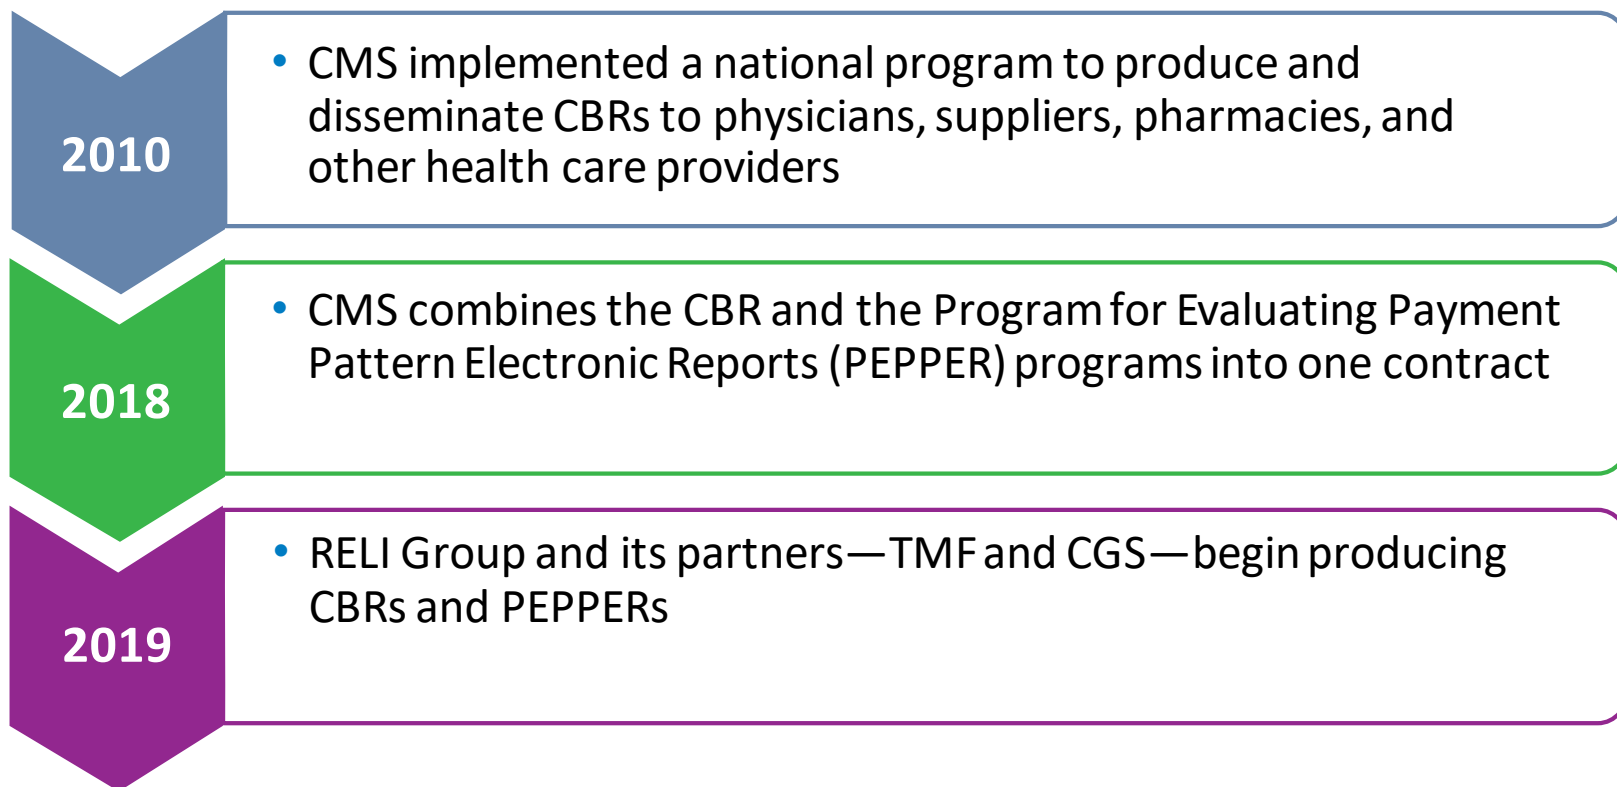 2010
• CMS implemented a national program to produce and
disseminate CBRs to physicians, suppliers, pharmacies, and
other health care providers
2018
• CMS combines the CBR and the Program for Evaluating Payment
Pattern Electronic Reports (PEPPER) programs into one contract
2019
• RELI Group and its partners—TMF and CGS—begin producing
CBRs and PEPPERs